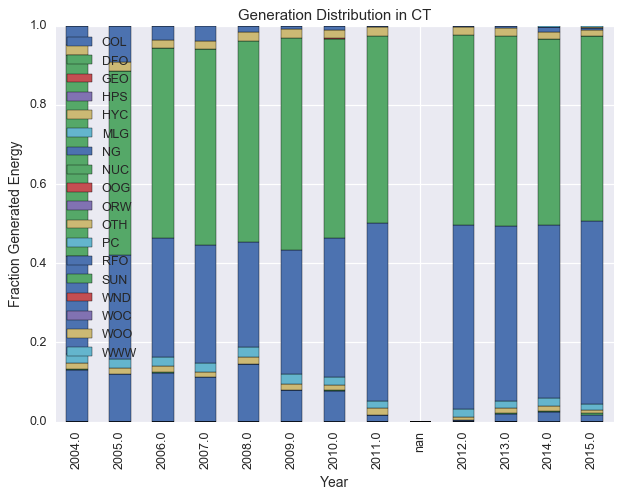 Generation Distribution in CT
1.0
0.8
0.6
0.4
0.2
0.0
Fraction Generated Energy
COL
DFO
GEO
HPS
HYC
MLG
NG
NUC
OOG
ORW
OTH
PC
RFO
SUN
WND
WOC
WOO
WWW
2004.0
2005.0
2006.0
2007.0
2008.0
2009.0
2010.0
2011.0
nan
2012.0
2013.0
2014.0
2015.0
Year